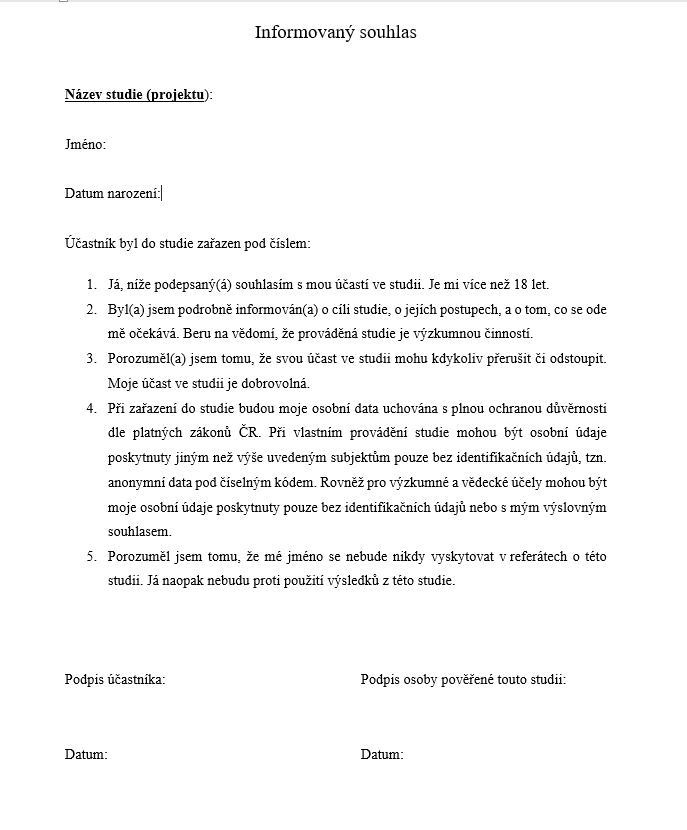 Informovaný souhlas
Název studie (projektu):
Jméno:
Datum narození:
Účastník byl do studie zařazen pod číslem:
1. Já, níže podepsaný(á) souhlasím s mou účastí ve studii. Je mi více než 18 let.
2. Byl(a) jsem podrobně informován(a) o cíli studie, o jejích postupech, a o tom, co se ode
mě očekává. Beru na vědomí, že prováděná studie je výzkumnou činností.
3. Porozuměl(a) jsem tomu, že svou účast ve studii mohu kdykoliv přerušit či odstoupit.
Moje účast ve studii je dobrovolná.
4. Při zařazení do studie budou moje osobní data uchována s plnou ochranou důvěrnosti
dle platných zákonů ČR. Při vlastním provádění studie mohou být osobní údaje
poskytnuty jiným než výše uvedeným subjektům pouze bez identifikačních údajů, tzn.
anonymní data pod číselným kódem. Rovněž pro výzkumné a vědecké účely mohou být
moje osobní údaje poskytnuty pouze bez identifikačních údajů nebo s mým výslovným
souhlasem.
5. Porozuměl jsem tomu, že mé jméno se nebude nikdy vyskytovat v referátech o této
studii. Já naopak nebudu proti použití výsledků z této studie.
Podpis účastníka: Podpis osoby pověřené touto studii:
Datum: Datum: